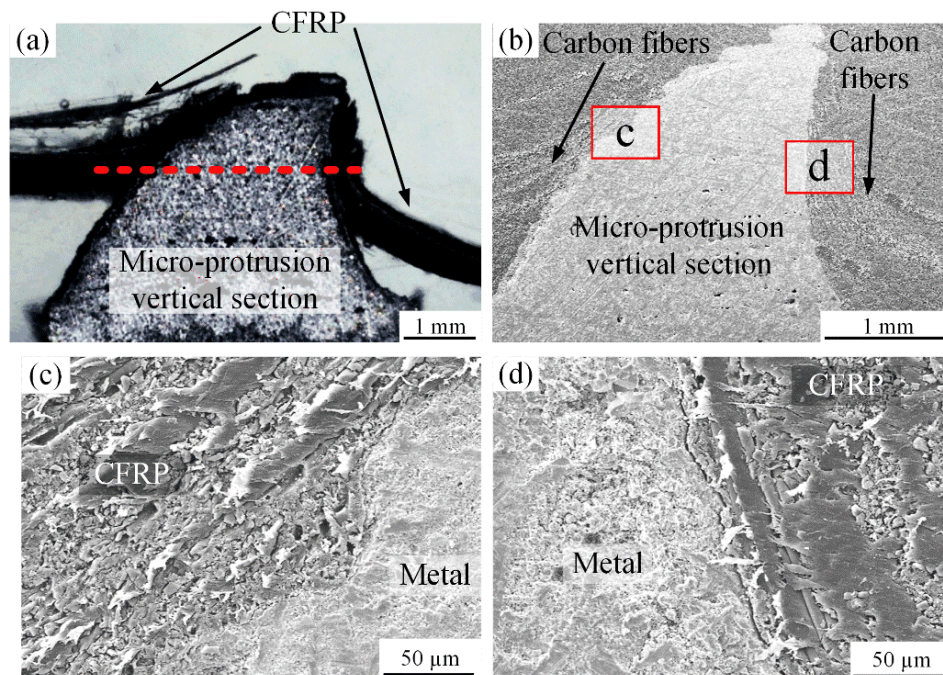 (a)
CFRP
Micro-protrusion
vertical section
1 mm
(b)
Carbon fibers
Carbon
fibers
c
d
Micro-protrusion
vertical section
1 mm
(c)
CFRP
Metal
50 µm
(d)
CFRP
Metal
50 µm